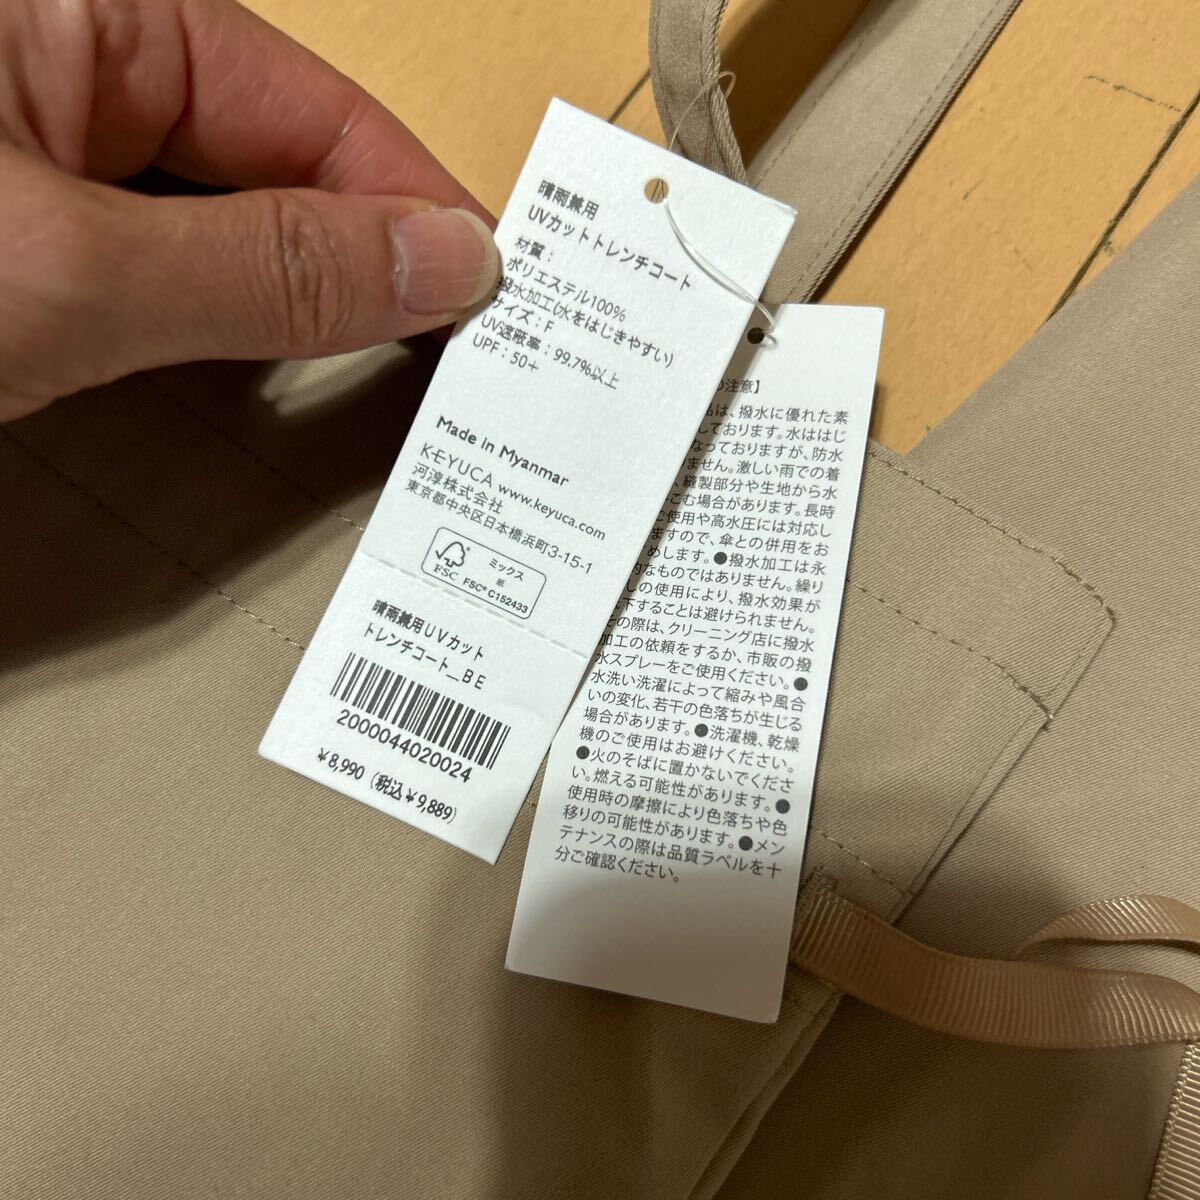 晴雨兼用
UVカットトレンチコート
材質：
ポリエステル100%
撥水加工(水をはじきやすい)
サイズ：F
UV遮蔽率：99.7%以上
UPF：50+
Made in Myanmar
KEYUCA www.keyuca.com
河淳株式会社
東京都中央区日本橋浜町3-15-1
FSC
ミックス
紙
FSC® C152433
晴雨兼用UVカット
トレンチコート_BE
2000044020024
￥8,990（税込￥9,889）
の注意】
は、撥水に優れた素
しております。水ははじ
なっておりますが、防水
りません。激しい雨での着
、縫製部分や生地から水
こむ場合があります。長時
ご使用や高水圧には対応し
ますので、傘との併用をお
めします。●撥水加工は永
的なものではありません。繰り
しの使用により、撥水効果が
下することは避けられません。
その際は、クリーニング店に撥水
加工の依頼をするか、市販の撥
水スプレーをご使用ください。●
水洗い洗濯によって縮みや風合
いの変化、若干の色落ちが生じる
場合があります。●洗濯機、乾燥
機のご使用はお避けください。
●火のそばに置かないでくださ
い。燃える可能性があります。●
使用時の摩擦により色落ちや色
移りの可能性があります。●メン
テナンスの際は品質ラベルを十
分ご確認ください。